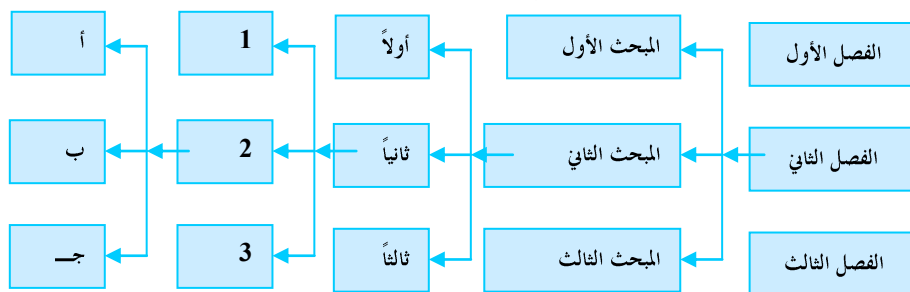 الفصل الأول
المبحث الأول
أولاً
1
أ
الفصل الثاني
المبحث الثاني
ثانياً
2
ب
الفصل الثالث
المبحث الثالث
ثالثاً
3
جـ